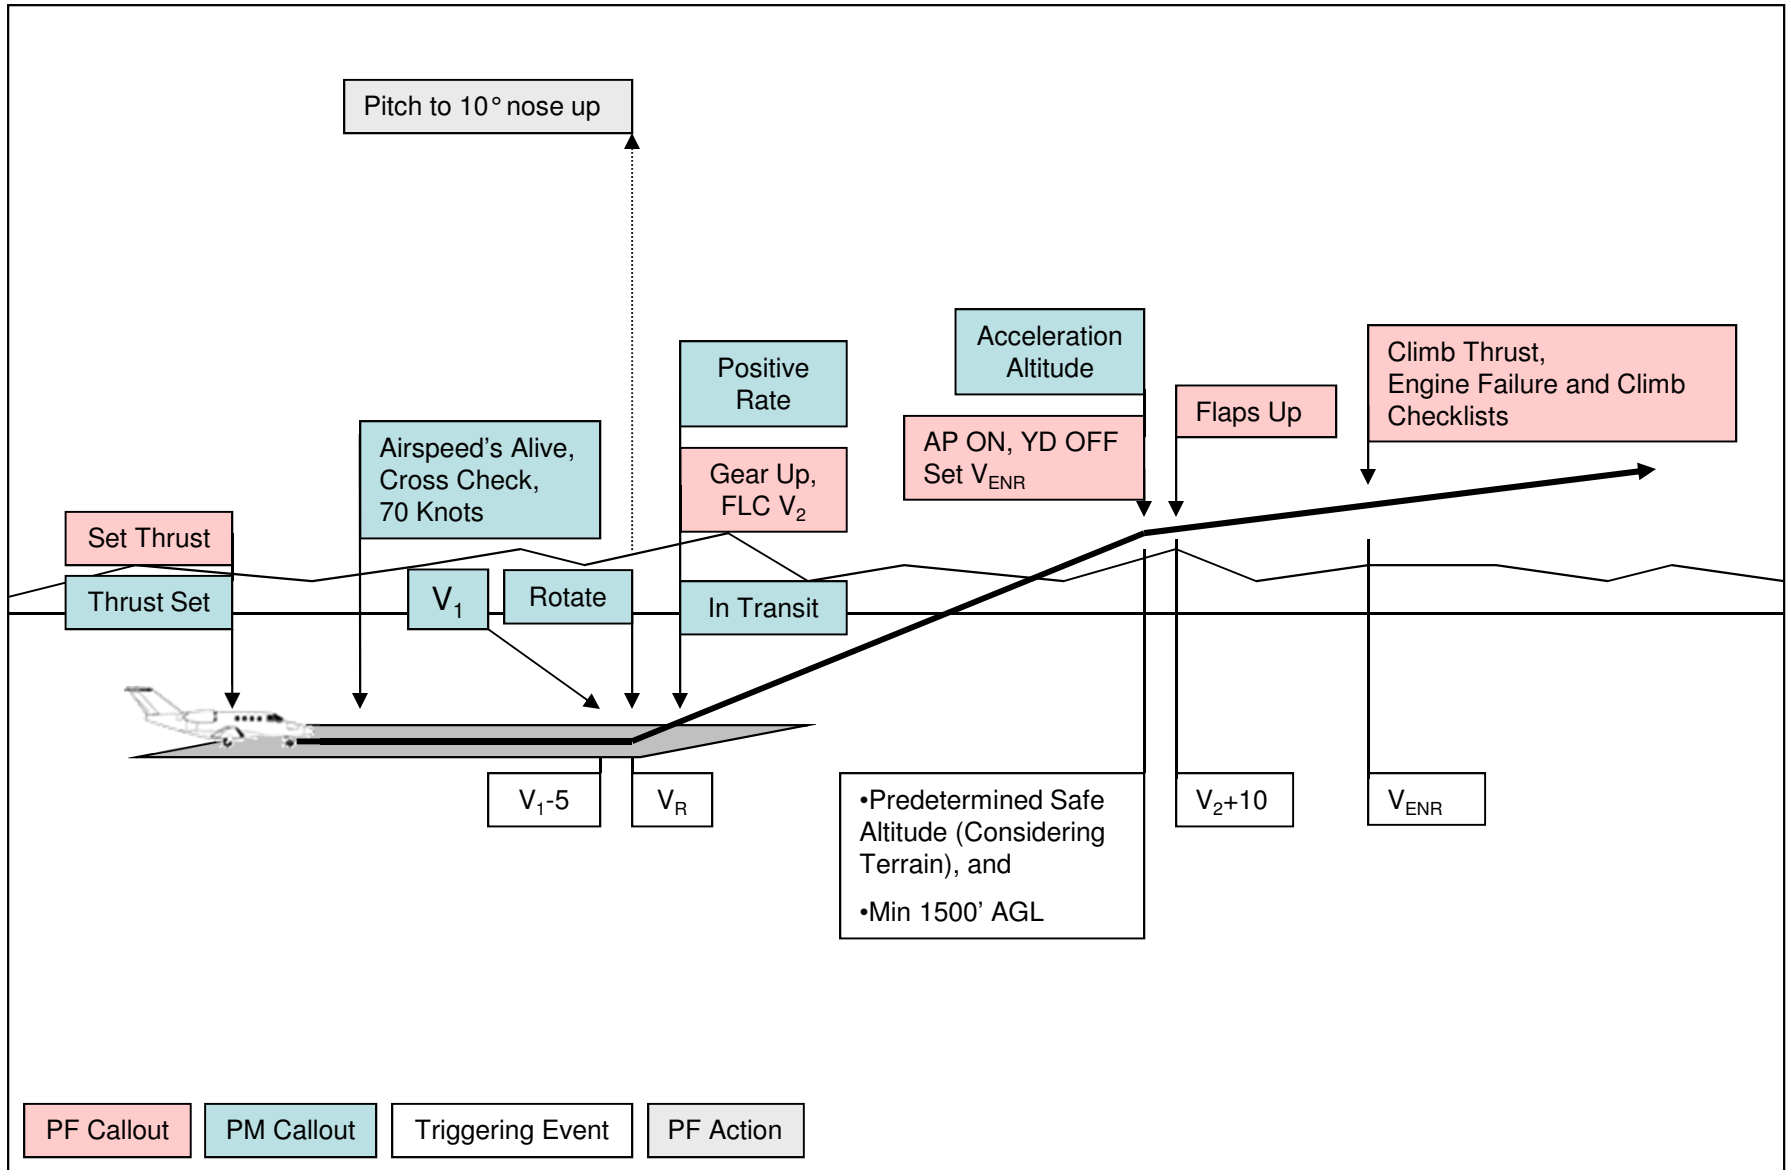 Pitch to 10° nose up
Acceleration
Altitude
Positive
Rate
Climb Thrust,
Engine Failure and Climb
Checklists
Flaps Up
Airspeed’s Alive,
Cross Check,
70 Knots
AP ON, YD OFF
Set VENR
Gear Up,
FLC V2
Set Thrust
Thrust Set
V1
Rotate
In Transit
V1-5
VR
•Predetermined Safe
Altitude (Considering
Terrain), and
•Min 1500’ AGL
V2+10
VENR
PF Callout
PM Callout
Triggering Event
PF Action